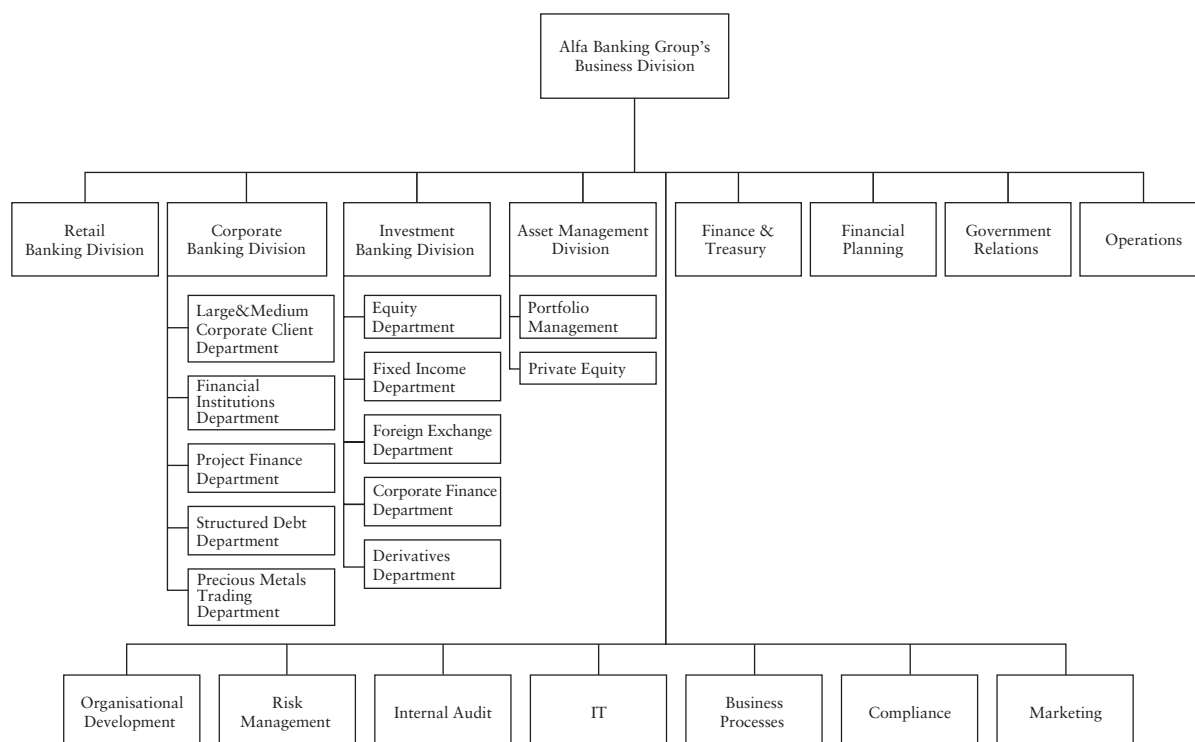 Alfa Banking Group's
Business Division
Retail
Banking Division
Corporate
Banking Division
Investment
Banking Division
Asset Management
Division
Finance &
Treasury
Financial
Planning
Government
Relations
Operations
Large&Medium
Corporate Client
Department
Financial
Institutions
Department
Project Finance
Department
Structured Debt
Department
Precious Metals
Trading
Department
Equity
Department
Fixed Income
Department
Foreign Exchange
Department
Corporate Finance
Department
Derivatives
Department
Portfolio
Management
Private Equity
Organisational
Development
Risk
Management
Internal Audit
IT
Business
Processes
Compliance
Marketing